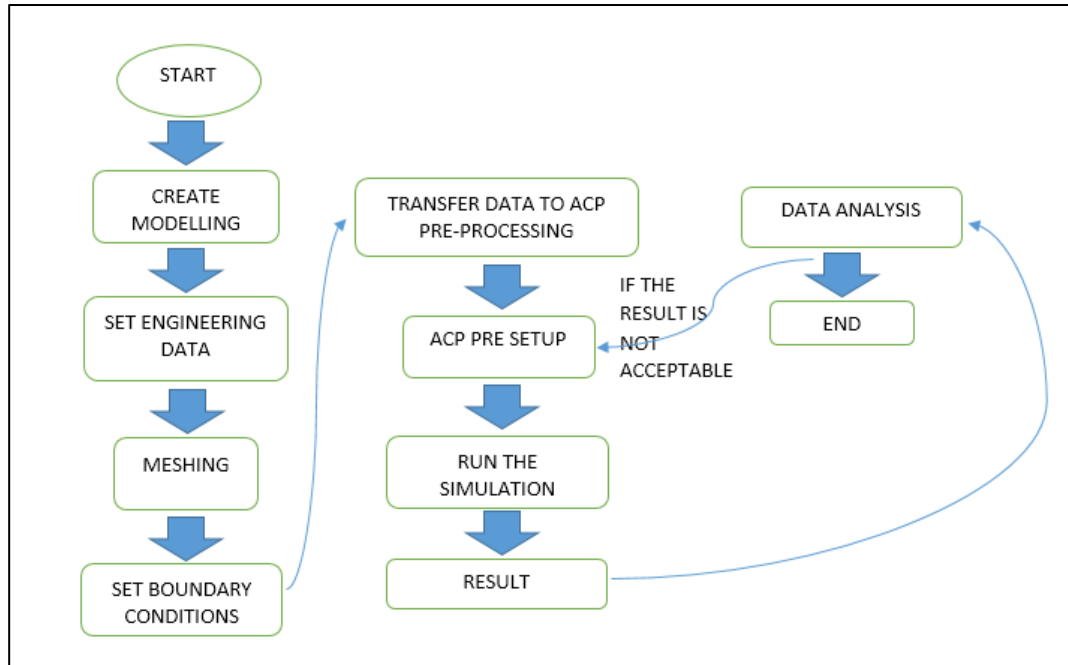 START
CREATE
MODELLING
SET ENGINEERING
DATA
MESHING
SET BOUNDARY
CONDITIONS
TRANSFER DATA TO ACP
PRE-PROCESSING
ACP PRE SETUP
RUN THE
SIMULATION
RESULT
DATA ANALYSIS
IF THE
RESULT IS
NOT
ACCEPTABLE
END